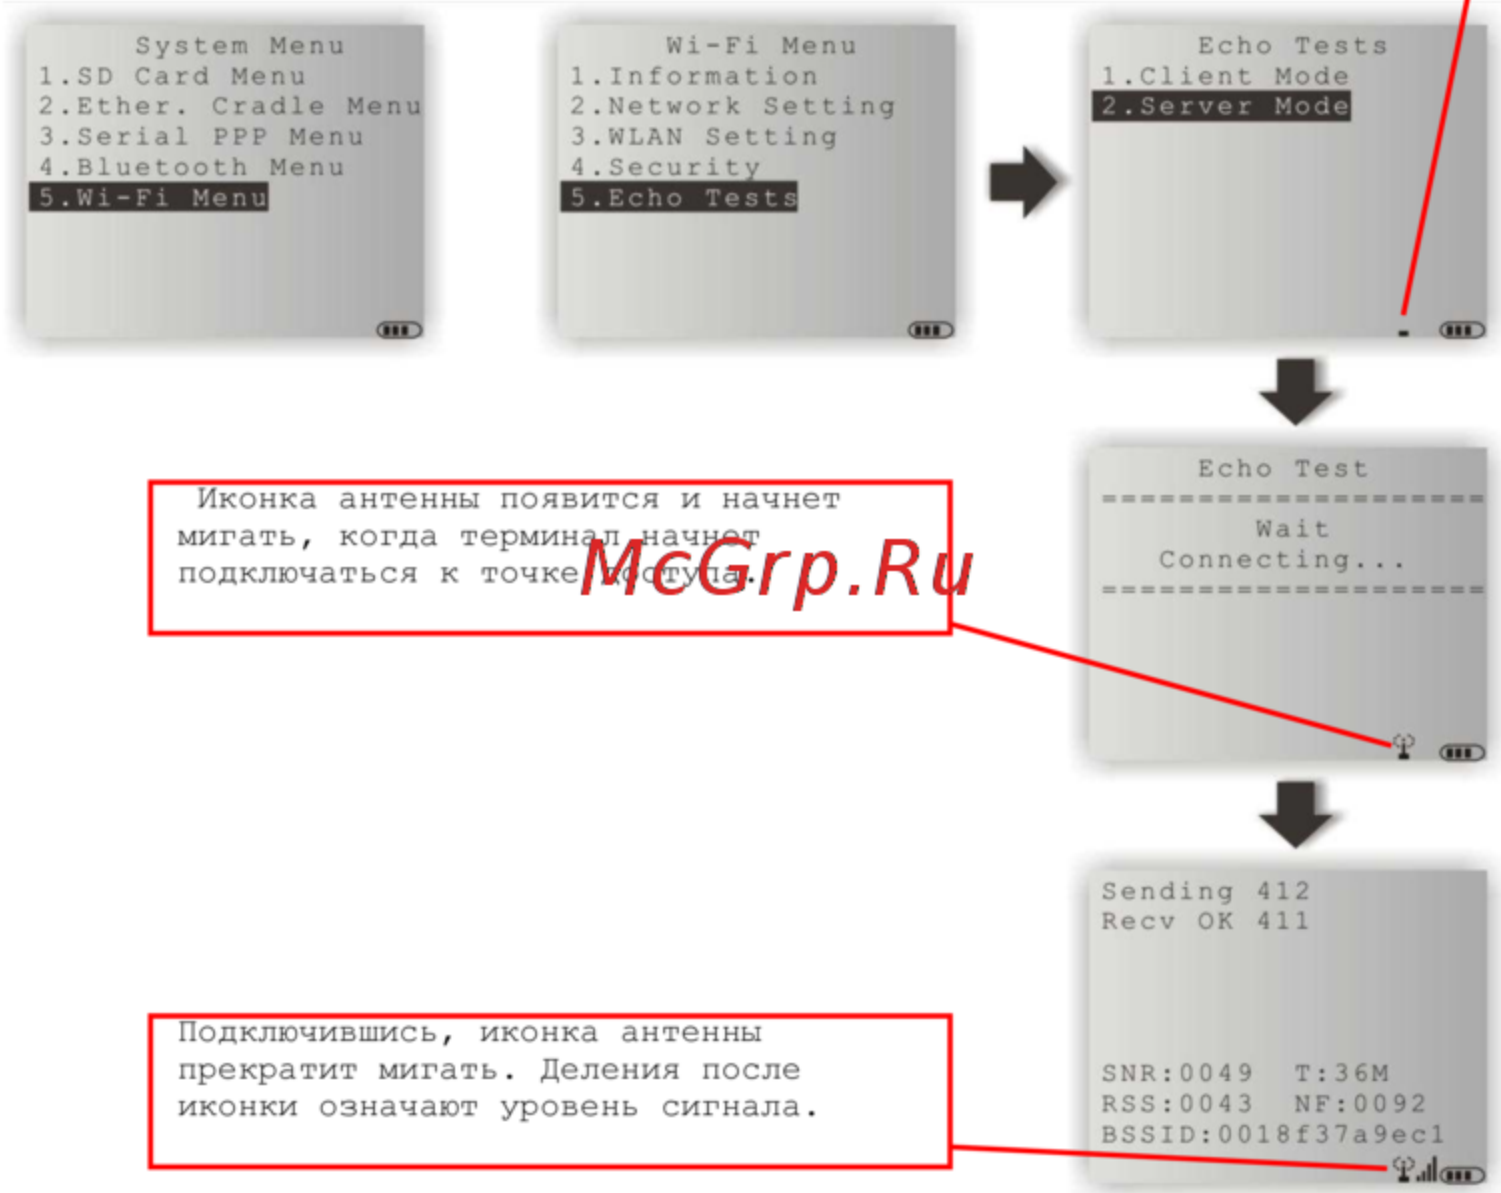 System Menu
1.SD Card Menu
2.Ether. Cradle Menu
3.Serial PPP Menu
4.Bluetooth Menu
5.Wi-Fi Menu
Wi-Fi Menu
1.Information
2.Network Setting
3.WLAN Setting
4.Security
5.Echo Tests
Echo Tests
1.Client Mode
2.Server Mode
Echo Test
====================
Wait
Connecting...
====================
Иконка антенны появится и начнет
мигать, когда терминал начнет
подключаться к точке доступа.
McGrp.Ru
Sending 412
Recv OK 411
SNR:0049 T:36M
RSS:0043 NF:0092
BSSID:0018f37a9ec1
Подключившись, иконка антенны
прекратит мигать. Деления после
иконки означают уровень сигнала.